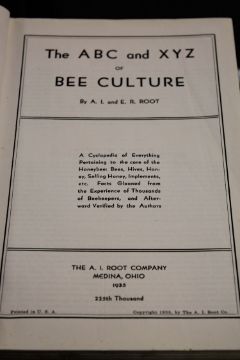 The ABC and XYZ
OF
BEE CULTURE
By A. I. and E. R. ROOT
A Cyclopedia of Everything
Pertaining to the care of the
Honeybee: Bees, Hives, Hon-
ey, Selling Honey, Implements,
etc. Facts Gleaned from
the Experience of Thousands
of Beekeepers, and After-
ward Verified by the Authors
THE A. I. ROOT COMPANY
MEDINA, OHIO
1935
225th Thousand
Printed in U. S. A.
Copyright 1935, by The A. I. Root Co.